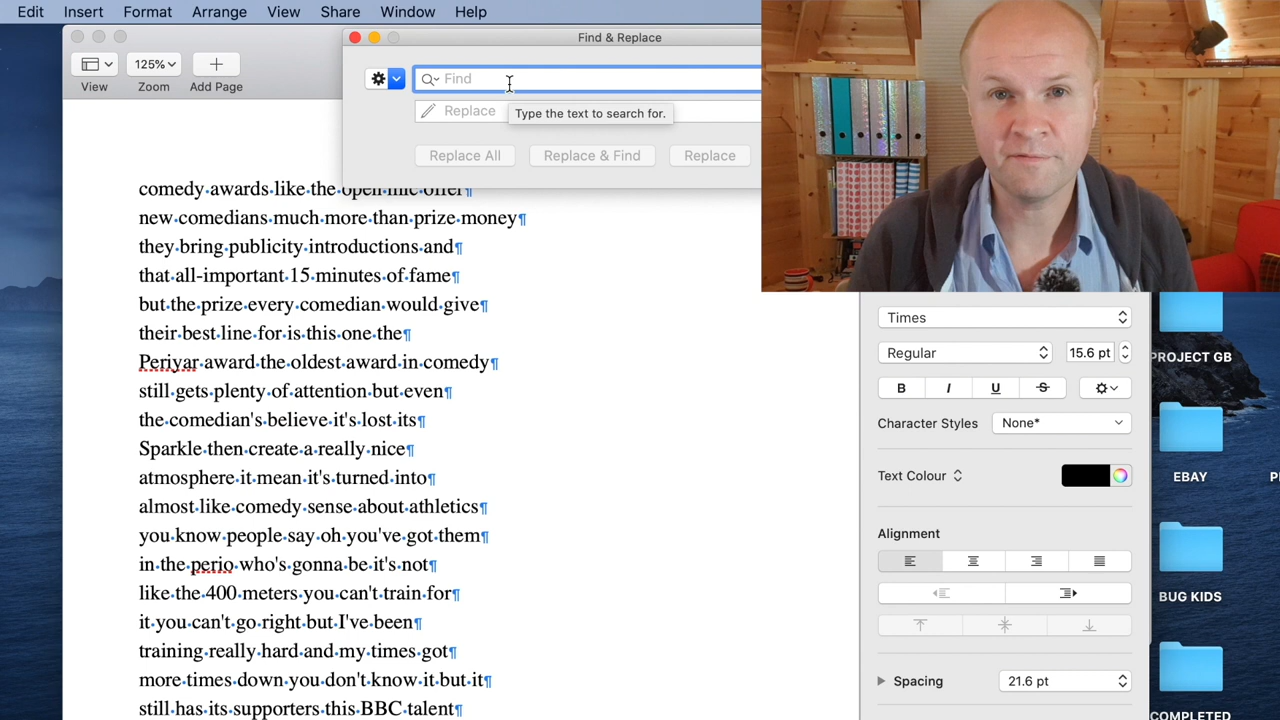 Edit Insert Format Arrange View Share Window Help
Find & Replace
125%
View Zoom Add Page
Find
Replace
Type the text to search for.
Replace All Replace & Find Replace
new·comedians·much·more·than·prize·money¶
they·bring·publicity·introductions·and¶
that·all-important·15·minutes·of·fame¶
but·the·prize·every·comedian·would·give¶
their·best·line·for·is·this·one·the¶
Periyar·award·the·oldest·award·in·comedy¶
still·gets·plenty·of·attention·but·even¶
the·comedian's·believe·it's·lost·its¶
Sparkle·then·create·a·really·nice¶
atmosphere·it·mean·it's·turned·into¶
almost·like·comedy·sense·about·athletics¶
you·know·people·say·oh·you've·got·them¶
in·the·perio·who's·gonna·be·it's·not¶
like·the·400·meters·you·can't·train·for¶
it·you·can't·go·right·but·I've·been¶
training·really·hard·and·my·times·got¶
more·times·down·you·don't·know·it·but·it¶
still·has·its·supporters·this·BBC·talent¶
comedy·awards·like·the·open·mic·offer¶
Times
Regular 15.6 pt
B I U S
Character Styles None*
Text Colour
Alignment
Spacing 21.6 pt
PROJECT GB
EBAY
BUG KIDS
COMPLETED